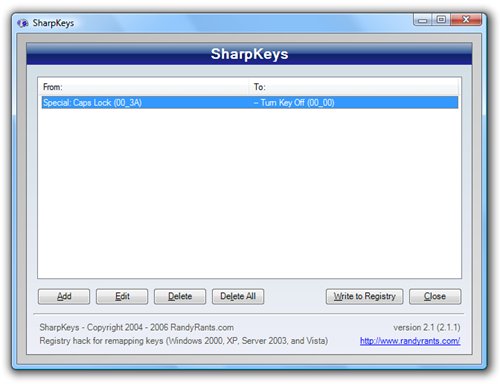 SharpKeys
SharpKeys
From: To:
Special: Caps Lock (00_3A) -- Turn Key Off (00_00)
Add Edit Delete Delete All Write to Registry Close
SharpKeys - Copyright 2004 - 2006 RandyRants.com version 2.1 (2.1.1)
Registry hack for remapping keys (Windows 2000, XP, Server 2003, and Vista) http://www.randyrants.com/